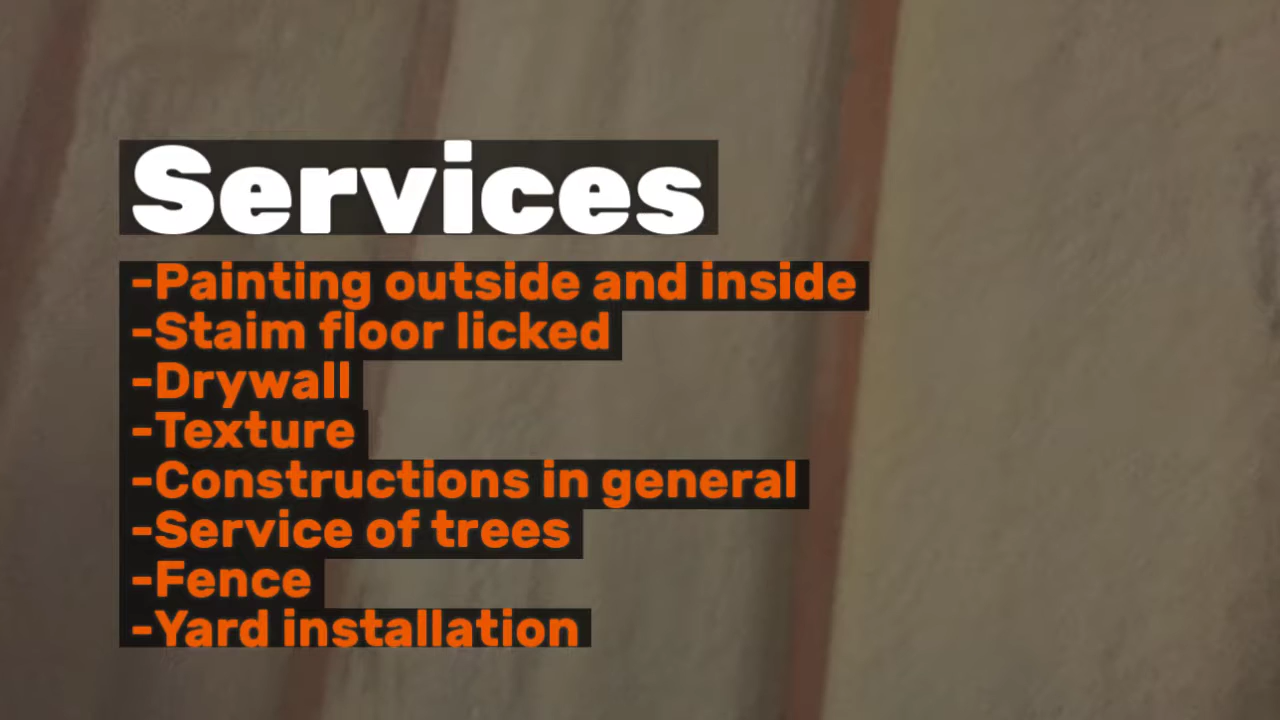 Services
-Painting outside and inside
-Staim floor licked
-Drywall
-Texture
-Constructions in general
-Service of trees
-Fence
-Yard installation